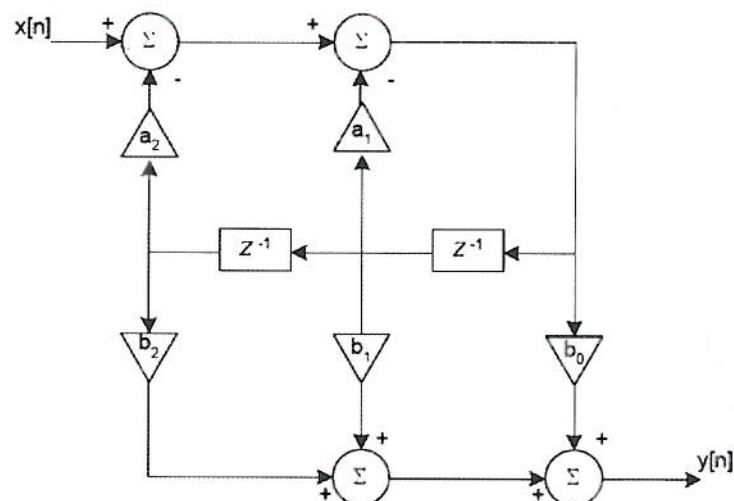 x[n]
+
Σ
+
Σ
-
-
a₂
a₁
Z⁻¹
Z⁻¹
b₂
b₁
b₀
+
+
+
Σ
+
Σ
y[n]